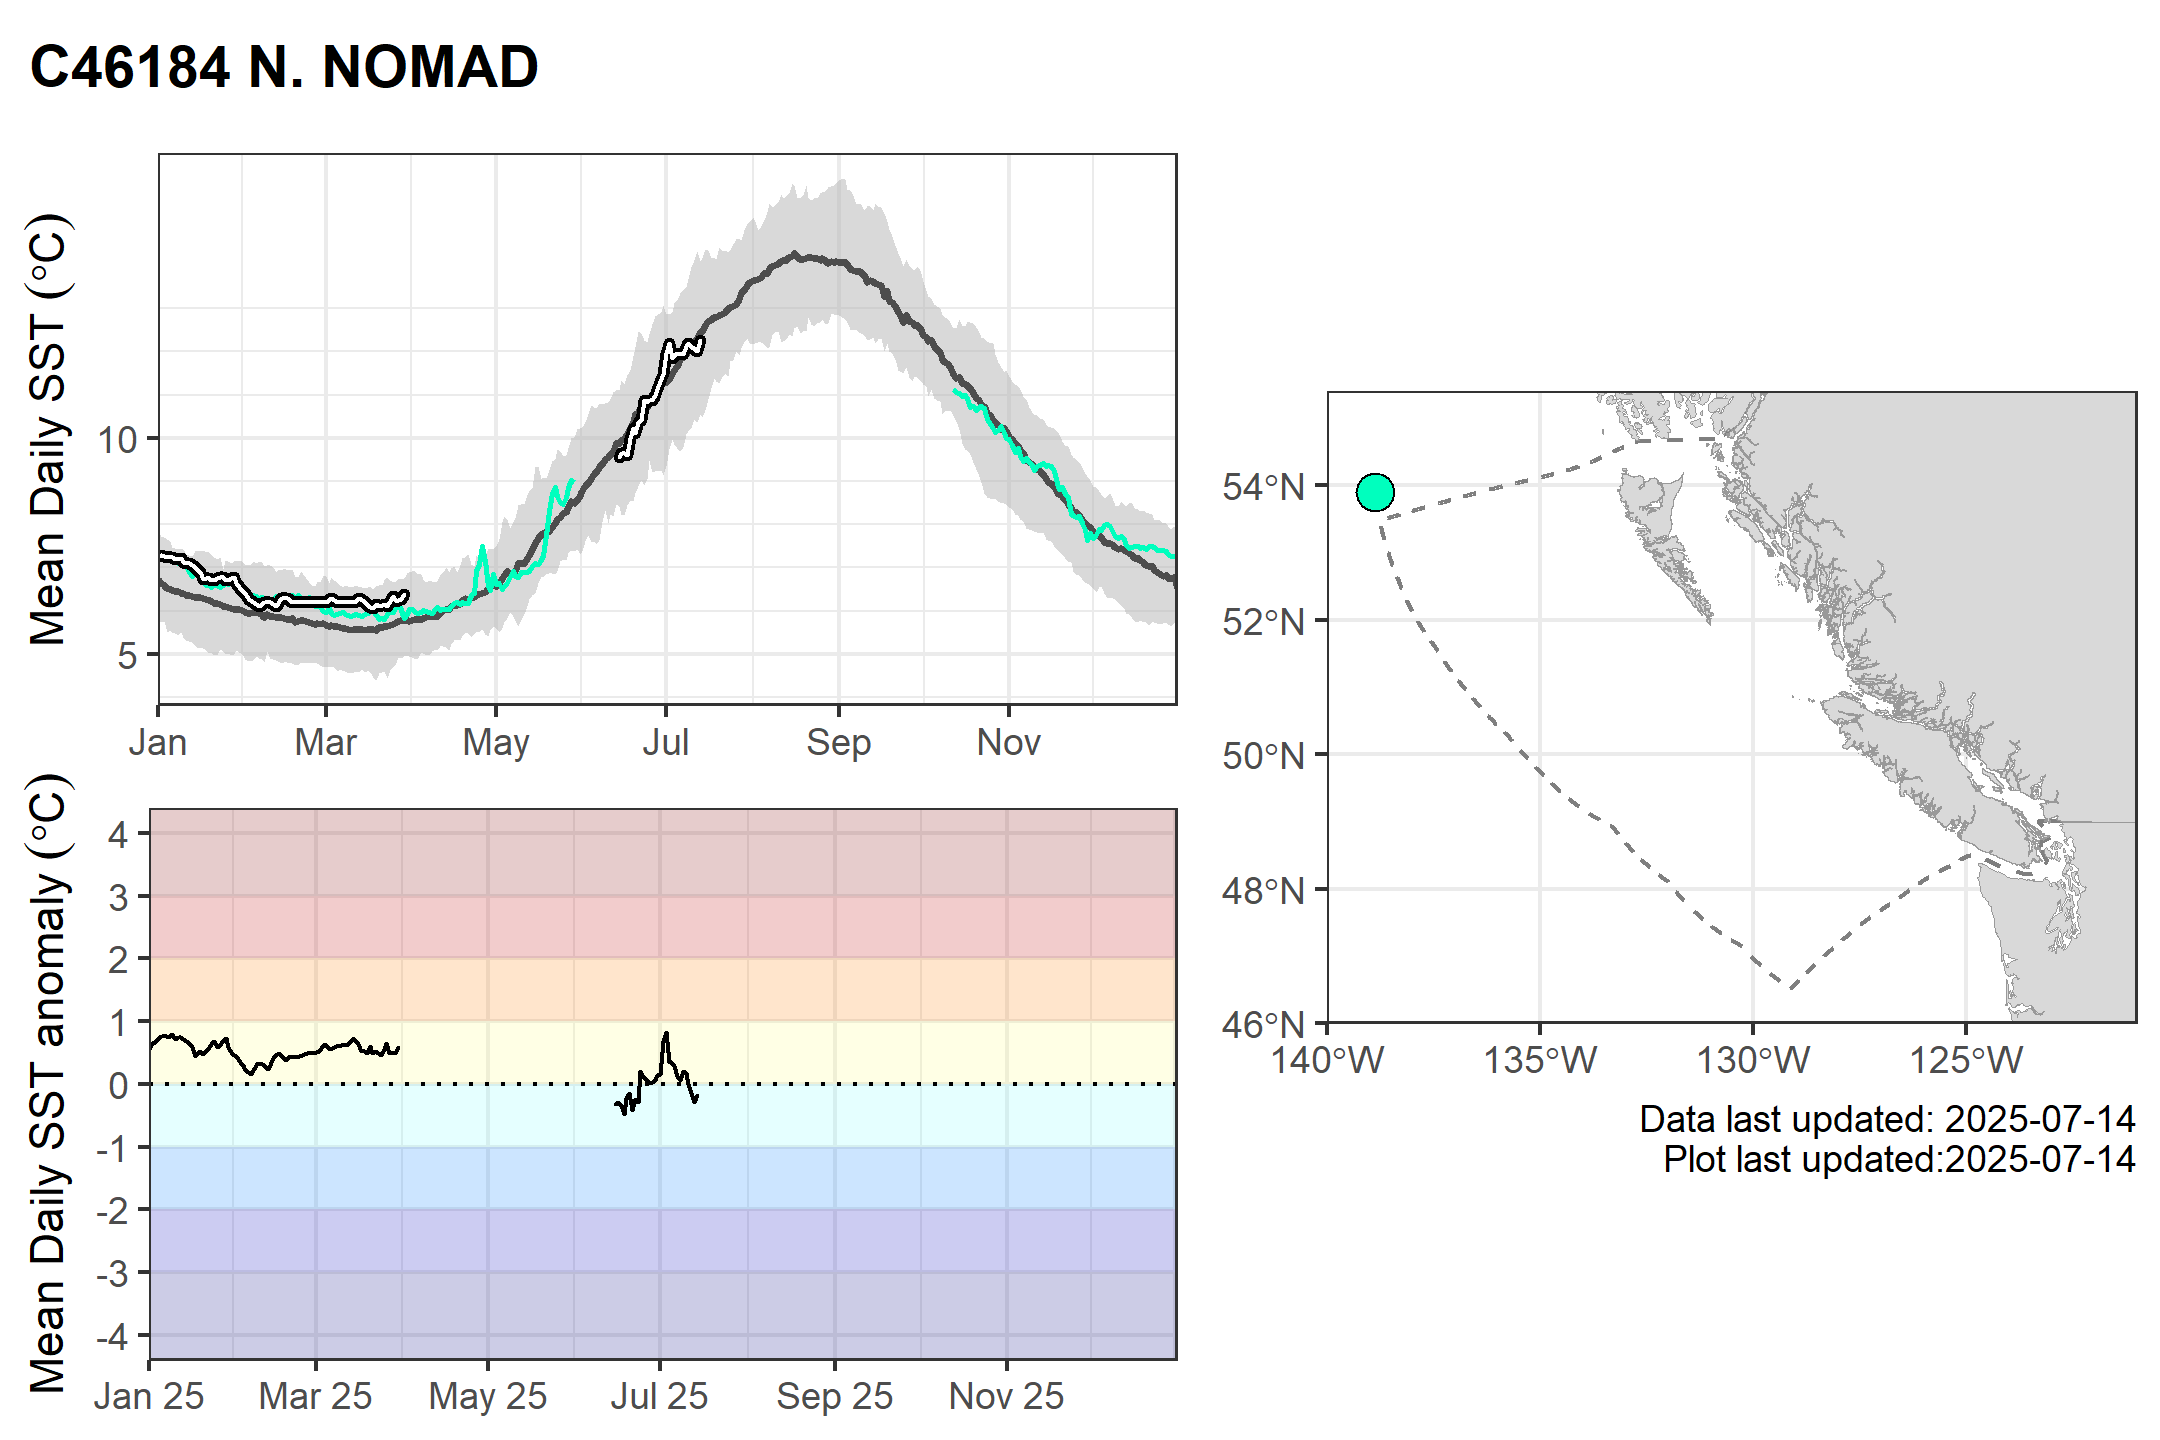 C46184 N. NOMAD
Mean Daily SST (°C)
10
5
Jan Mar May Jul Sep Nov
Mean Daily SST anomaly (°C)
4
3
2
1
0
-1
-2
-3
-4
Jan 25 Mar 25 May 25 Jul 25 Sep 25 Nov 25
54°N
52°N
50°N
48°N
46°N
140°W 135°W 130°W 125°W
Data last updated: 2025-07-14
Plot last updated:2025-07-14